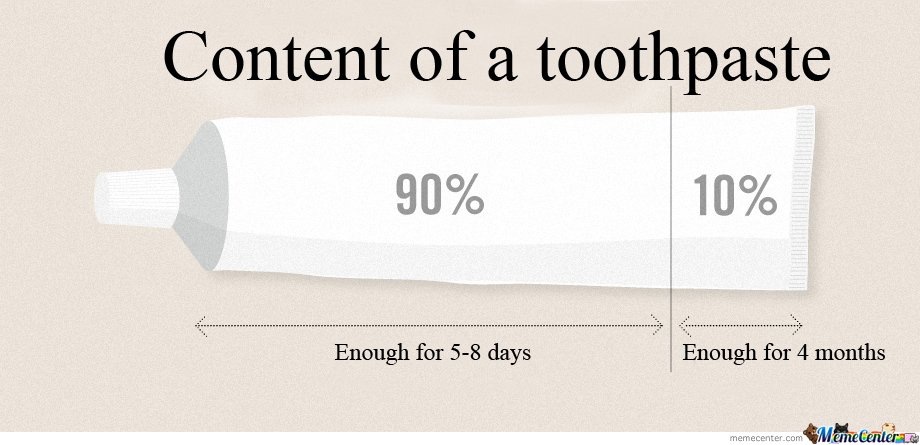 Content of a toothpaste
90%
10%
Enough for 5-8 days
Enough for 4 months
memecenter.com
MemeCenter